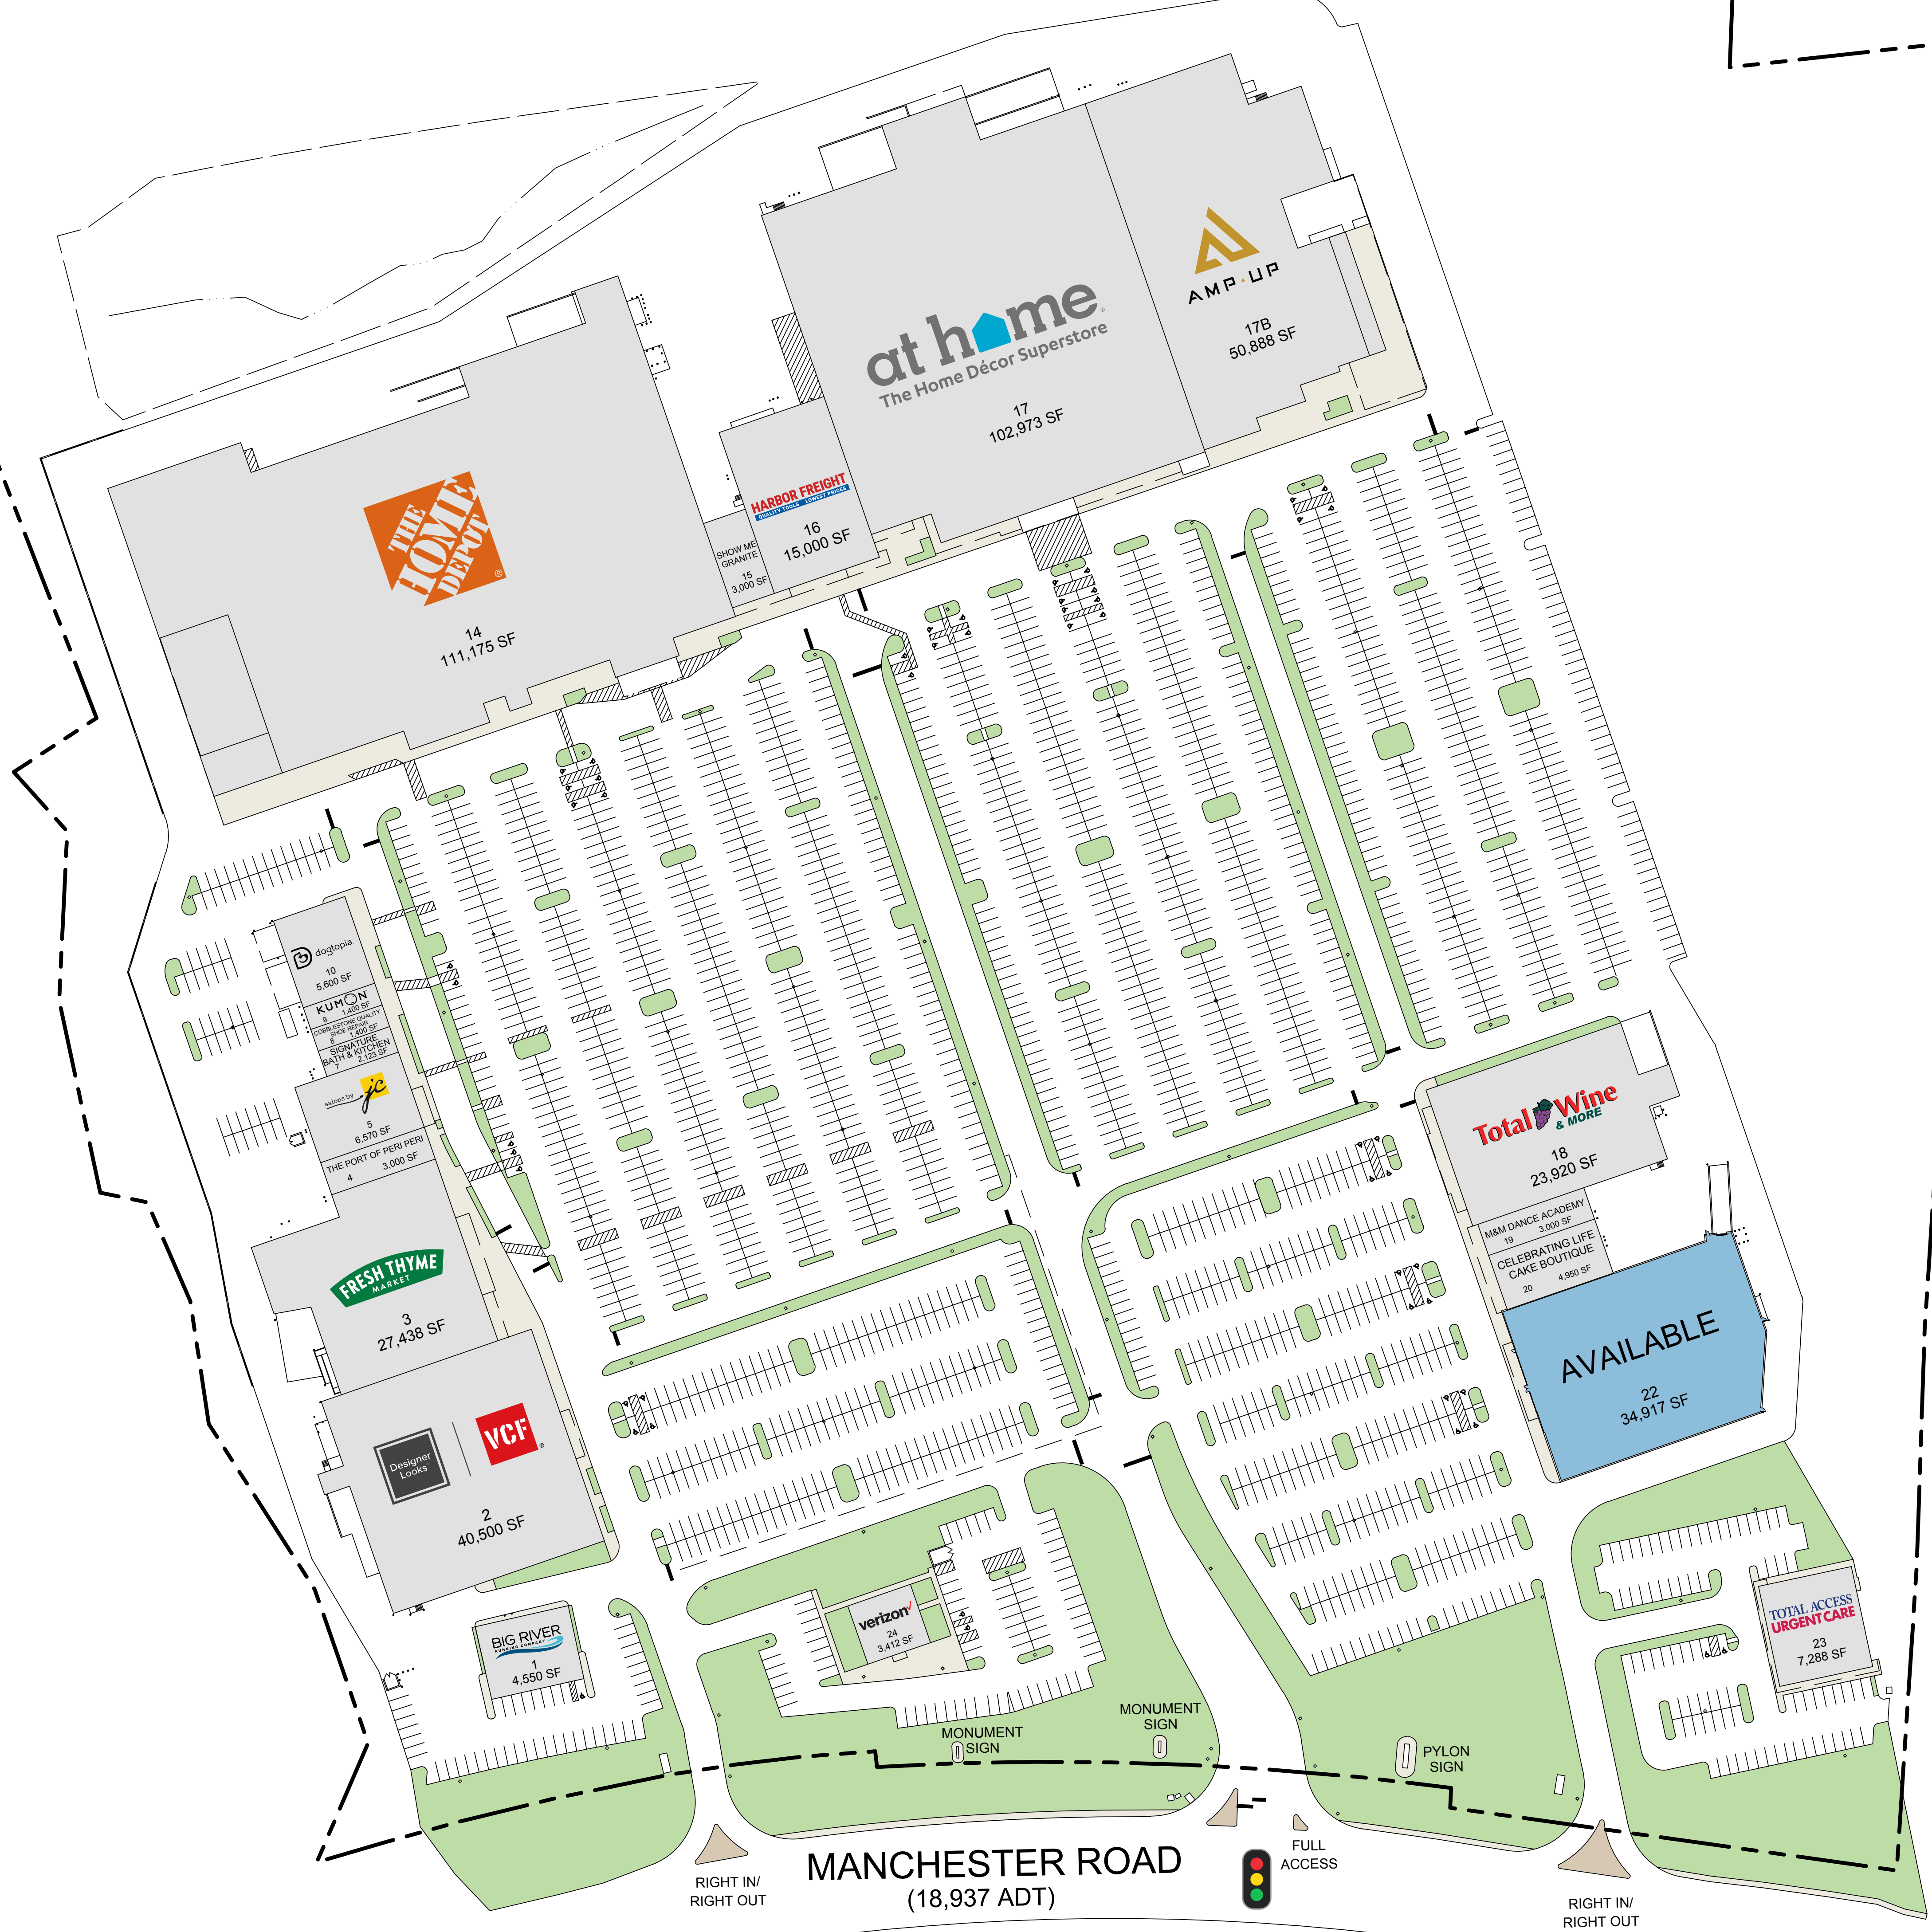 AMP·UP
17B
50,888 SF
at home
The Home Décor Superstore
17
102,973 SF
THE
HOME
DEPOT
®
14
111,175 SF
HARBOR FREIGHT
QUALITY TOOLS LOWEST PRICES
16
15,000 SF
SHOW ME
GRANITE
15
3,000 SF
dogtopia
10
5,600 SF
KUMON
9 1,400 SF
COBBLESTONE QUALITY
SHOE REPAIR
8 1,400 SF
SIGNATURE
BATH & KITCHEN
7 2,123 SF
salons by jc
5
6,570 SF
THE PORT OF PERI PERI
4 3,000 SF
FRESH THYME
MARKET
3
27,438 SF
Designer
Looks
VCF
2
40,500 SF
Total Wine
& MORE
18
23,920 SF
M&M DANCE ACADEMY
19 3,000 SF
CELEBRATING LIFE
CAKE BOUTIQUE
20 4,950 SF
AVAILABLE
22
34,917 SF
BIG RIVER
RUNNING COMPANY
1
4,550 SF
verizon
24
3,412 SF
TOTAL ACCESS
URGENT CARE
23
7,288 SF
MONUMENT
SIGN
MONUMENT
SIGN
PYLON
SIGN
MANCHESTER ROAD
(18,937 ADT)
RIGHT IN/
RIGHT OUT
FULL
ACCESS
RIGHT IN/
RIGHT OUT